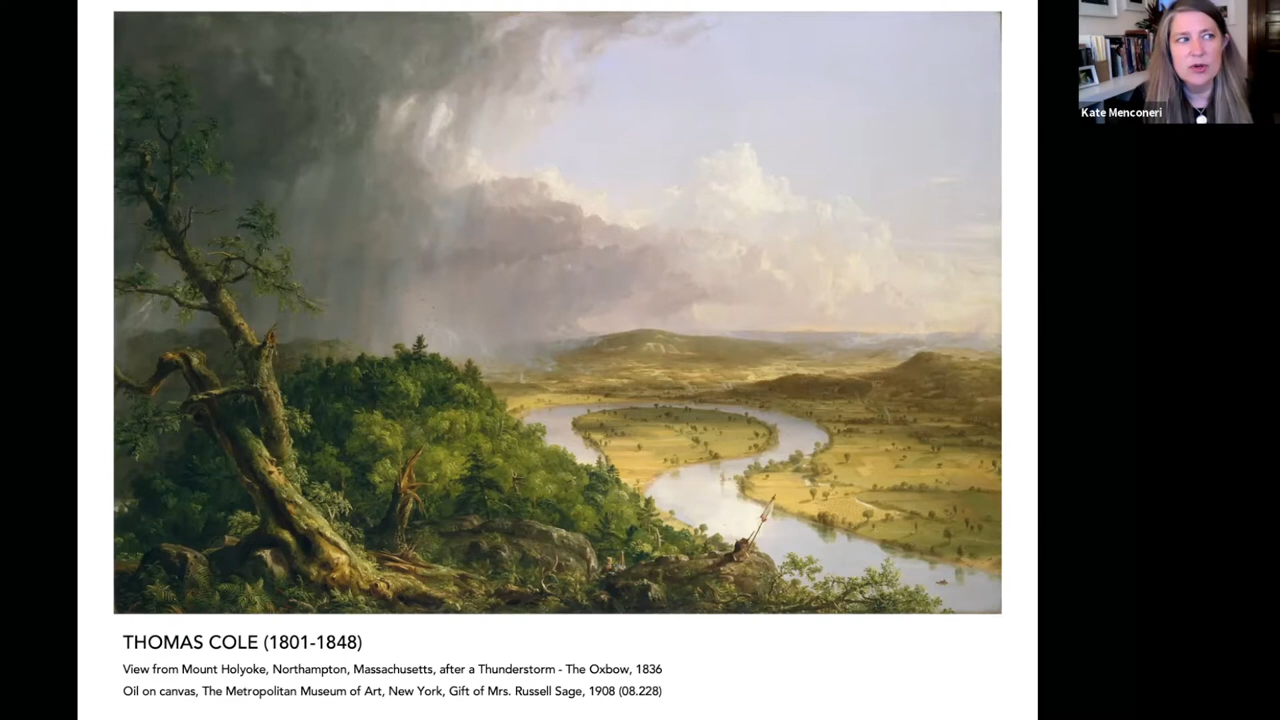 Kate Menconeri
THOMAS COLE (1801-1848)
View from Mount Holyoke, Northampton, Massachusetts, after a Thunderstorm - The Oxbow, 1836
Oil on canvas, The Metropolitan Museum of Art, New York, Gift of Mrs. Russell Sage, 1908 (08.228)